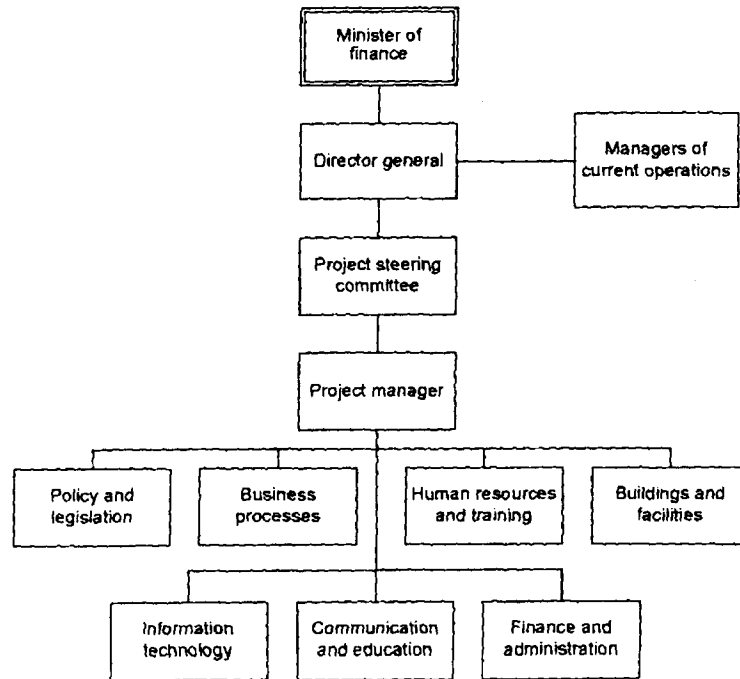 Minister of
finance
Director general
Managers of
current operations
Project steering
committee
Project manager
Policy and
legislation
Business
processes
Human resources
and training
Buildings and
facilities
Information
technology
Communication
and education
Finance and
administration